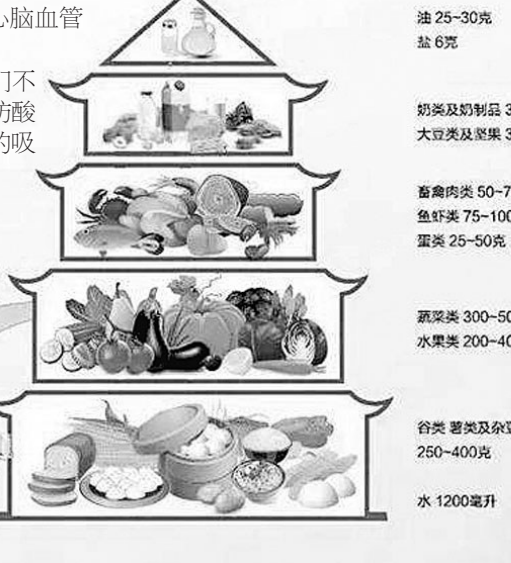 心脑血管
们不
肪酸
的吸
油 25~30克
盐 6克
奶类及奶制品 3
大豆类及坚果 3
畜禽肉类 50~7
鱼虾类 75~100
蛋类 25~50克
蔬菜类 300~50
水果类 200~40
谷类 薯类及杂豆
250~400克
水 1200毫升